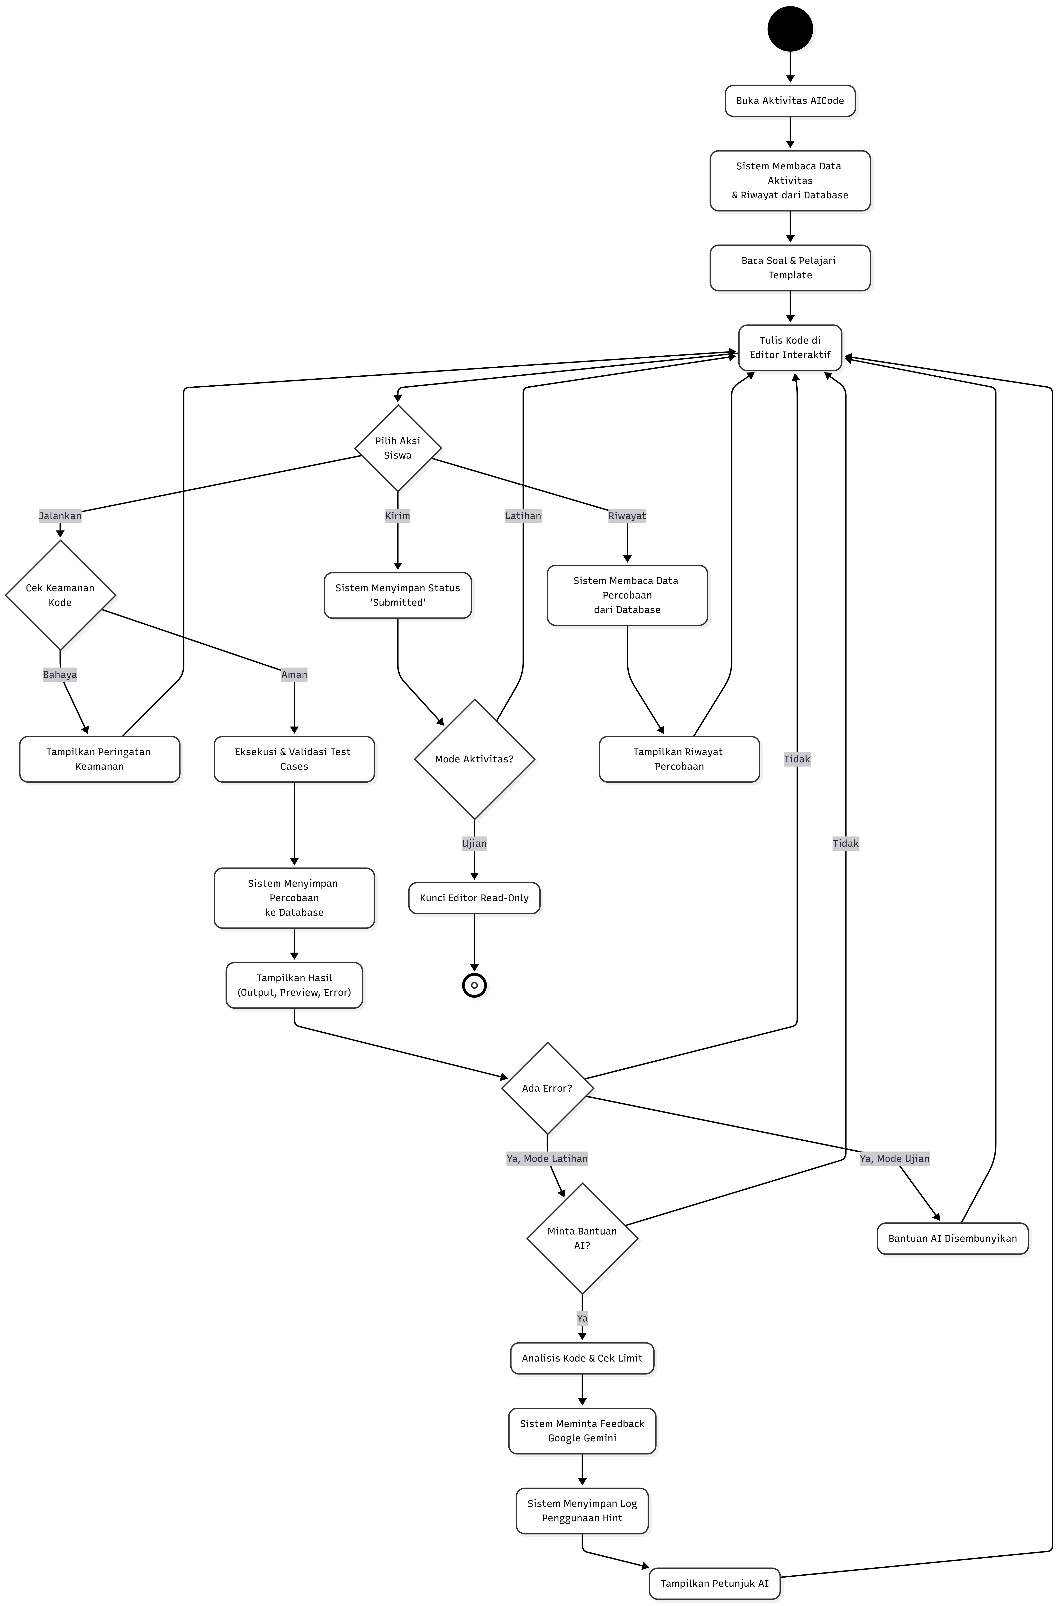 Buka Aktivitas AICode
Sistem Membaca Data
Aktivitas
& Riwayat dari Database
Baca Soal & Pelajari
Template
Tulis Kode di
Editor Interaktif
Pilih Aksi
Siswa
Jalankan
Kirim
Latihan
Riwayat
Cek Keamanan
Kode
Sistem Menyimpan Status
'Submitted'
Sistem Membaca Data
Percobaan
dari Database
Bahaya
Aman
Tampilkan Peringatan
Keamanan
Eksekusi & Validasi Test
Cases
Mode Aktivitas?
Tampilkan Riwayat
Percobaan
Tidak
Ujian
Tidak
Sistem Menyimpan
Percobaan
ke Database
Kunci Editor Read-Only
Tampilkan Hasil
(Output, Preview, Error)
Ada Error?
Ya, Mode Latihan
Ya, Mode Ujian
Minta Bantuan
AI?
Bantuan AI Disembunyikan
Ya
Analisis Kode & Cek Limit
Sistem Meminta Feedback
Google Gemini
Sistem Menyimpan Log
Penggunaan Hint
Tampilkan Petunjuk AI